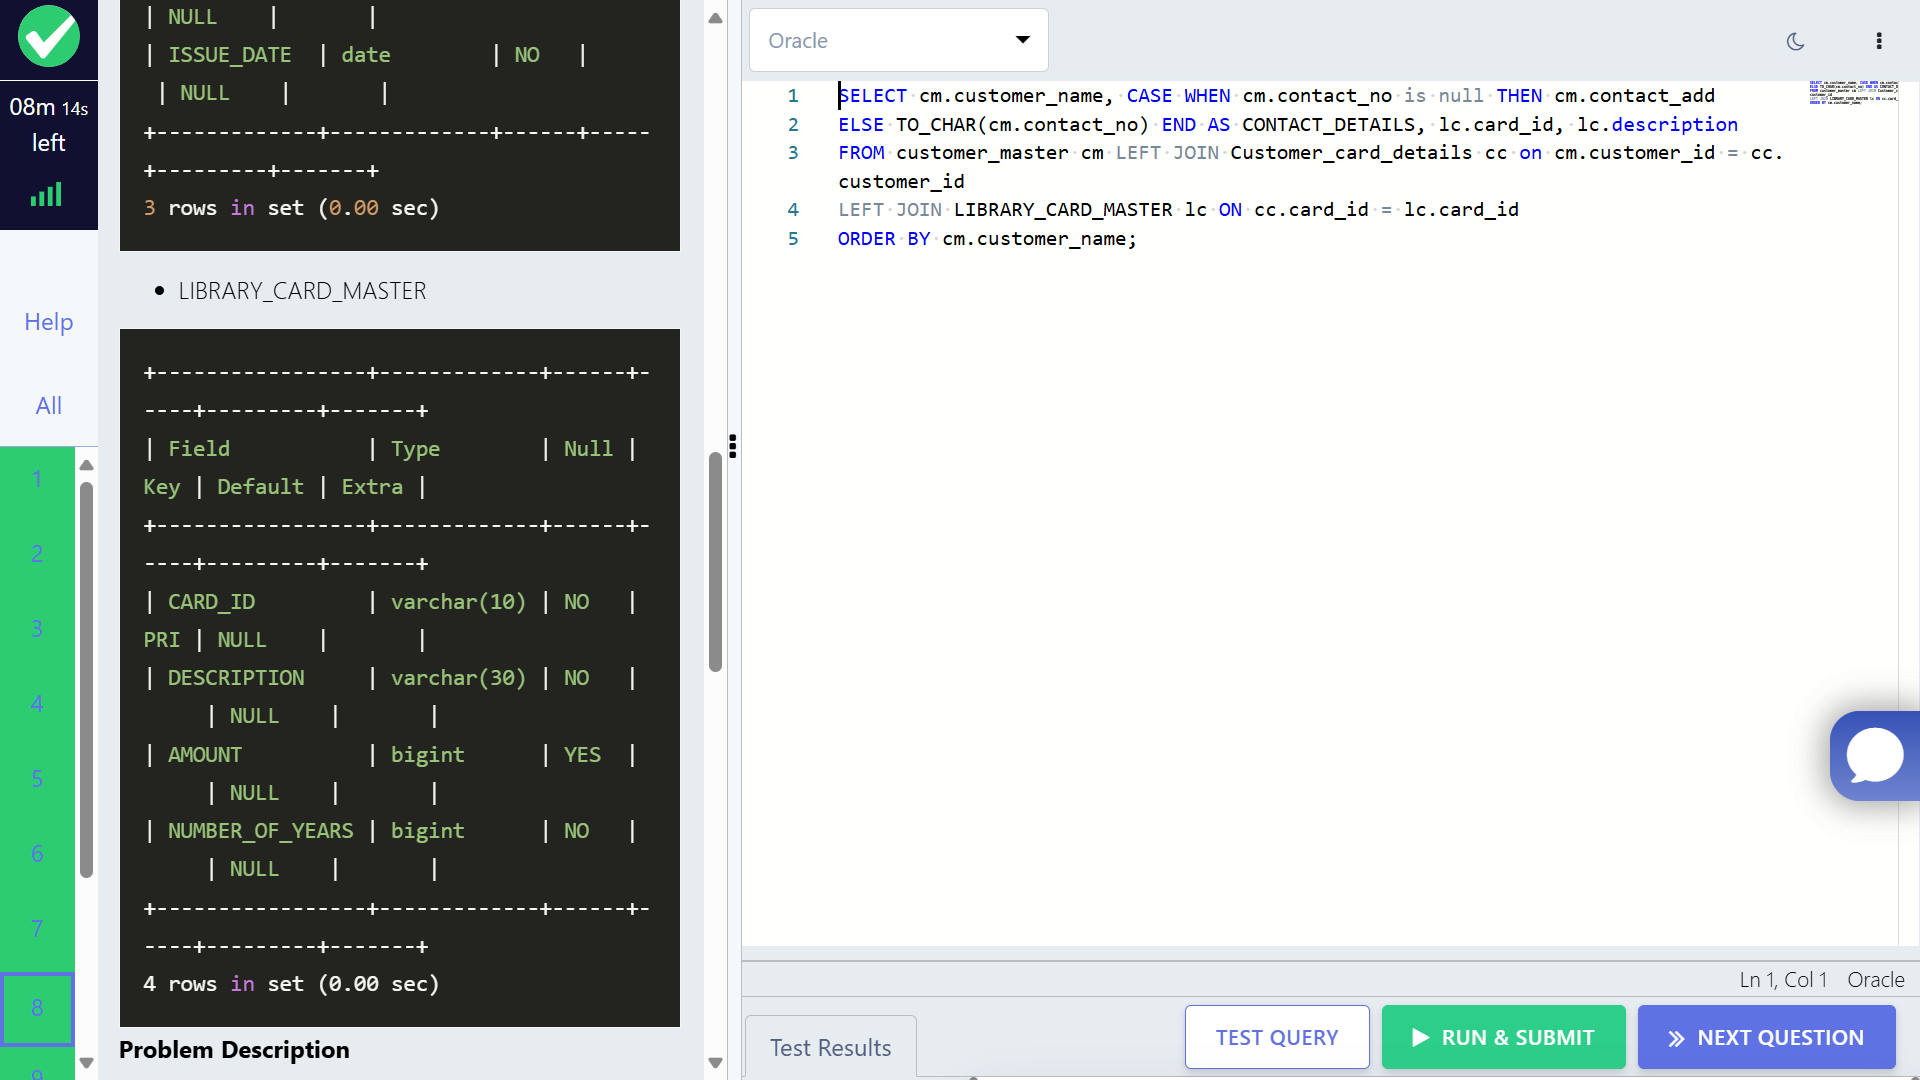 08m 14s
left
Help
All
1
2
3
4
5
6
7
8
9
| NULL    |       |
| ISSUE_DATE  | date        | NO   |
| NULL    |       |
+-------------+-------------+------+-----
+---------+-------+
3 rows in set (0.00 sec)
LIBRARY_CARD_MASTER
+-----------------+-------------+------+-
----+---------+-------+
| Field           | Type        | Null |
Key | Default | Extra |
+-----------------+-------------+------+-
----+---------+-------+
| CARD_ID         | varchar(10) | NO   |
PRI | NULL    |       |
| DESCRIPTION     | varchar(30) | NO   |
| NULL    |       |
| AMOUNT          | bigint      | YES  |
| NULL    |       |
| NUMBER_OF_YEARS | bigint      | NO   |
| NULL    |       |
+-----------------+-------------+------+-
----+---------+-------+
4 rows in set (0.00 sec)
Problem Description
Oracle
1 SELECT cm.customer_name, CASE WHEN cm.contact_no is null THEN cm.contact_add
2 ELSE TO_CHAR(cm.contact_no) END AS CONTACT_DETAILS, lc.card_id, lc.description
3 FROM customer_master cm LEFT JOIN Customer_card_details cc on cm.customer_id = cc.
customer_id
4 LEFT JOIN LIBRARY_CARD_MASTER lc ON cc.card_id = lc.card_id
5 ORDER BY cm.customer_name;
Ln 1, Col 1 Oracle
Test Results
TEST QUERY
RUN & SUBMIT
NEXT QUESTION